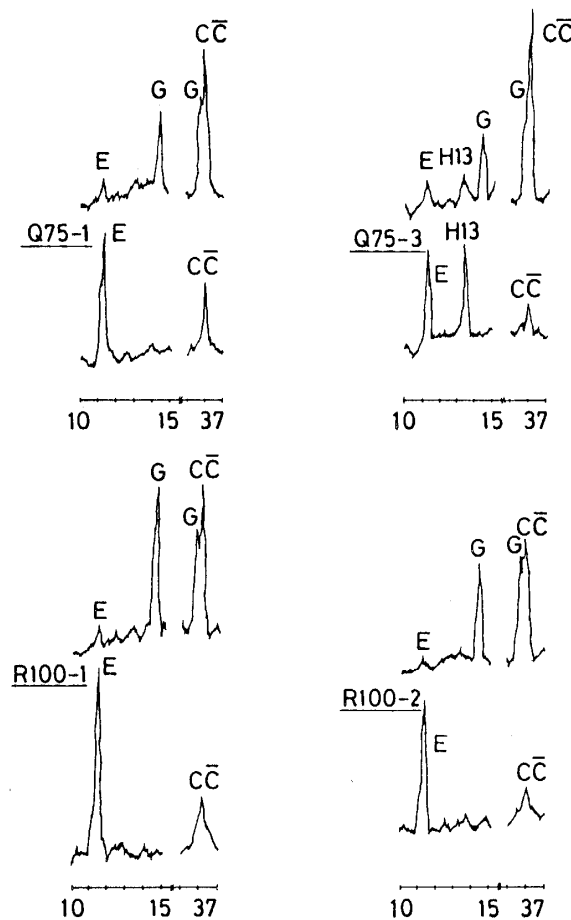 CC̅
G G
E
Q75-1 E
CC̅
10 15 37
CC̅
G
G
E H13
Q75-3 H13
E
CC̅
10 15 37
G CC̅
G
E
R100-1 E
CC̅
10 15 37
CC̅
G G
E
R100-2
E
CC̅
10 15 37